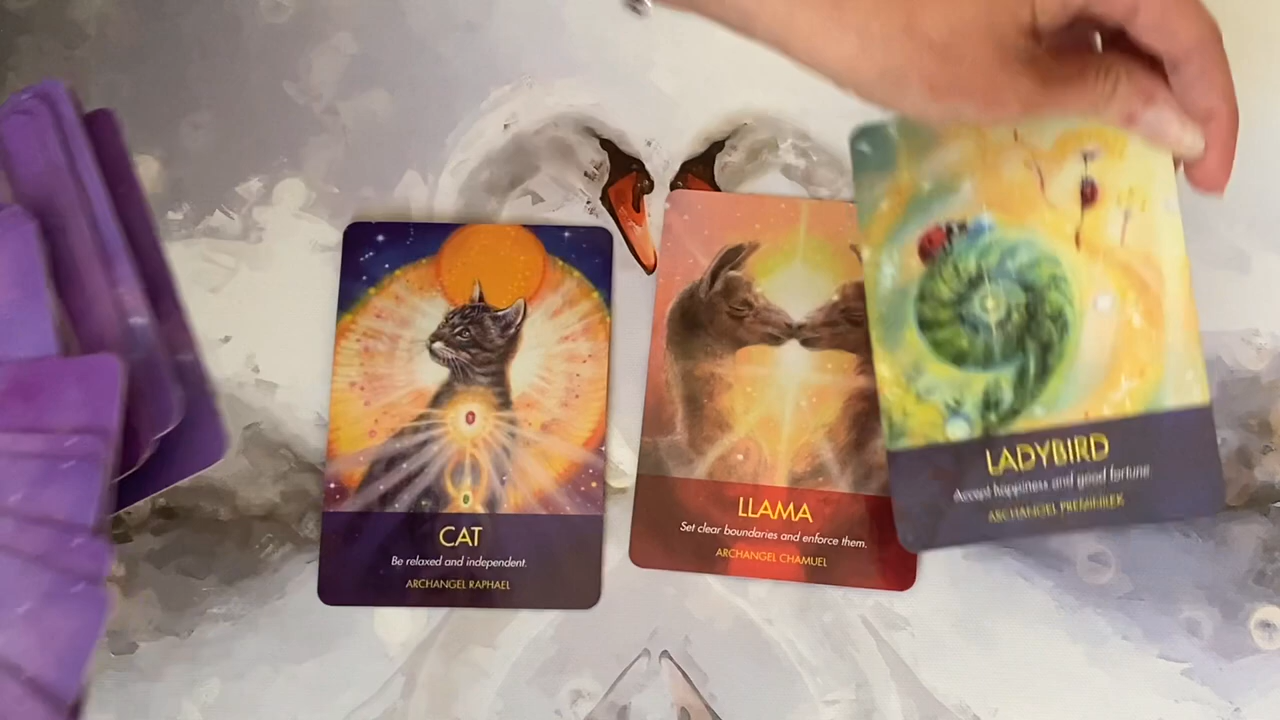 CAT
Be relaxed and independent.
ARCHANGEL RAPHAEL
LLAMA
Set clear boundaries and enforce them.
ARCHANGEL CHAMUEL
LADYBIRD
Accept happiness and good fortune.
ARCHANGEL